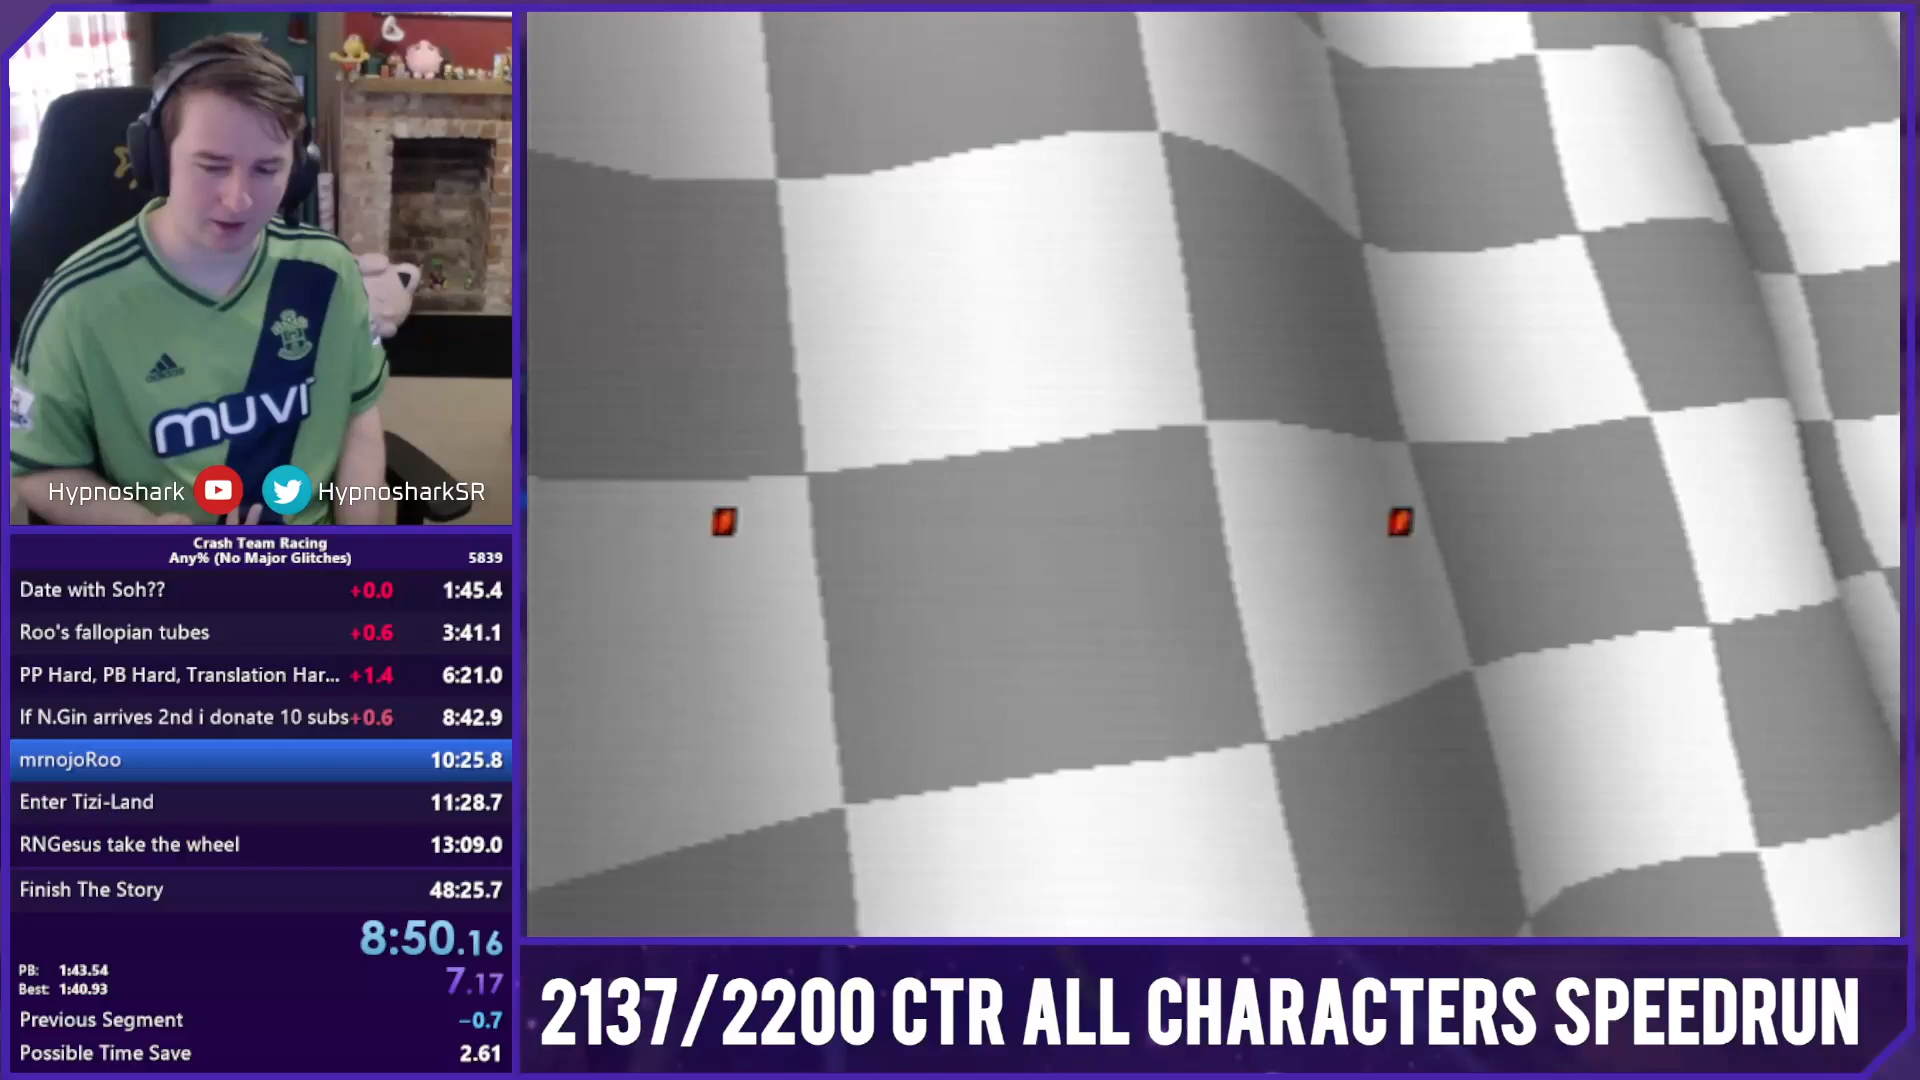 muvi
Hypnoshark HypnosharkSR
Crash Team Racing
Any% (No Major Glitches) 5839
Date with Soh?? +0.0 1:45.4
Roo's fallopian tubes +0.6 3:41.1
PP Hard, PB Hard, Translation Har... +1.4 6:21.0
If N.Gin arrives 2nd i donate 10 subs +0.6 8:42.9
mrnojoRoo 10:25.8
Enter Tizi-Land 11:28.7
RNGesus take the wheel 13:09.0
Finish The Story 48:25.7
8:50.16
PB: 1:43.54
Best: 1:40.93
7.17
Previous Segment -0.7
Possible Time Save 2.61
2137/2200 CTR ALL CHARACTERS SPEEDRUN